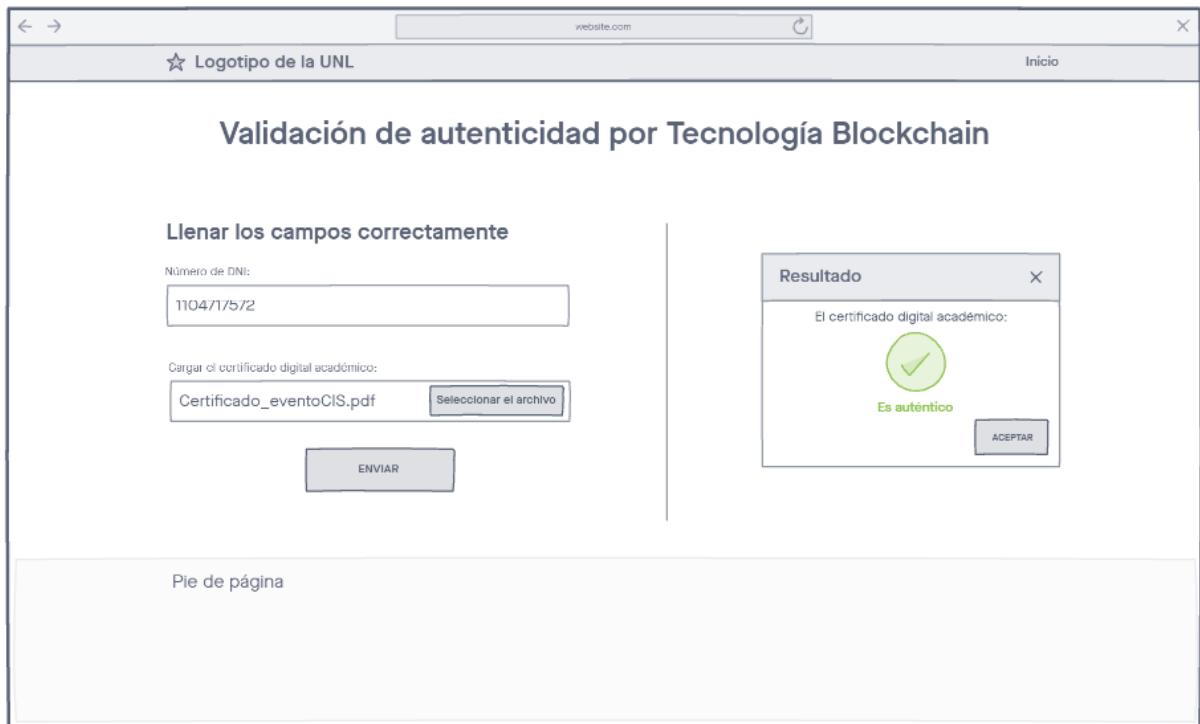 website.com
Logotipo de la UNL
Inicio
Validación de autenticidad por Tecnología Blockchain
Llenar los campos correctamente
Número de DNI:
1104717572
Cargar el certificado digital académico:
Certificado_eventoCIS.pdf
Seleccionar el archivo
ENVIAR
Resultado
El certificado digital académico:
Es auténtico
ACEPTAR
Pie de página